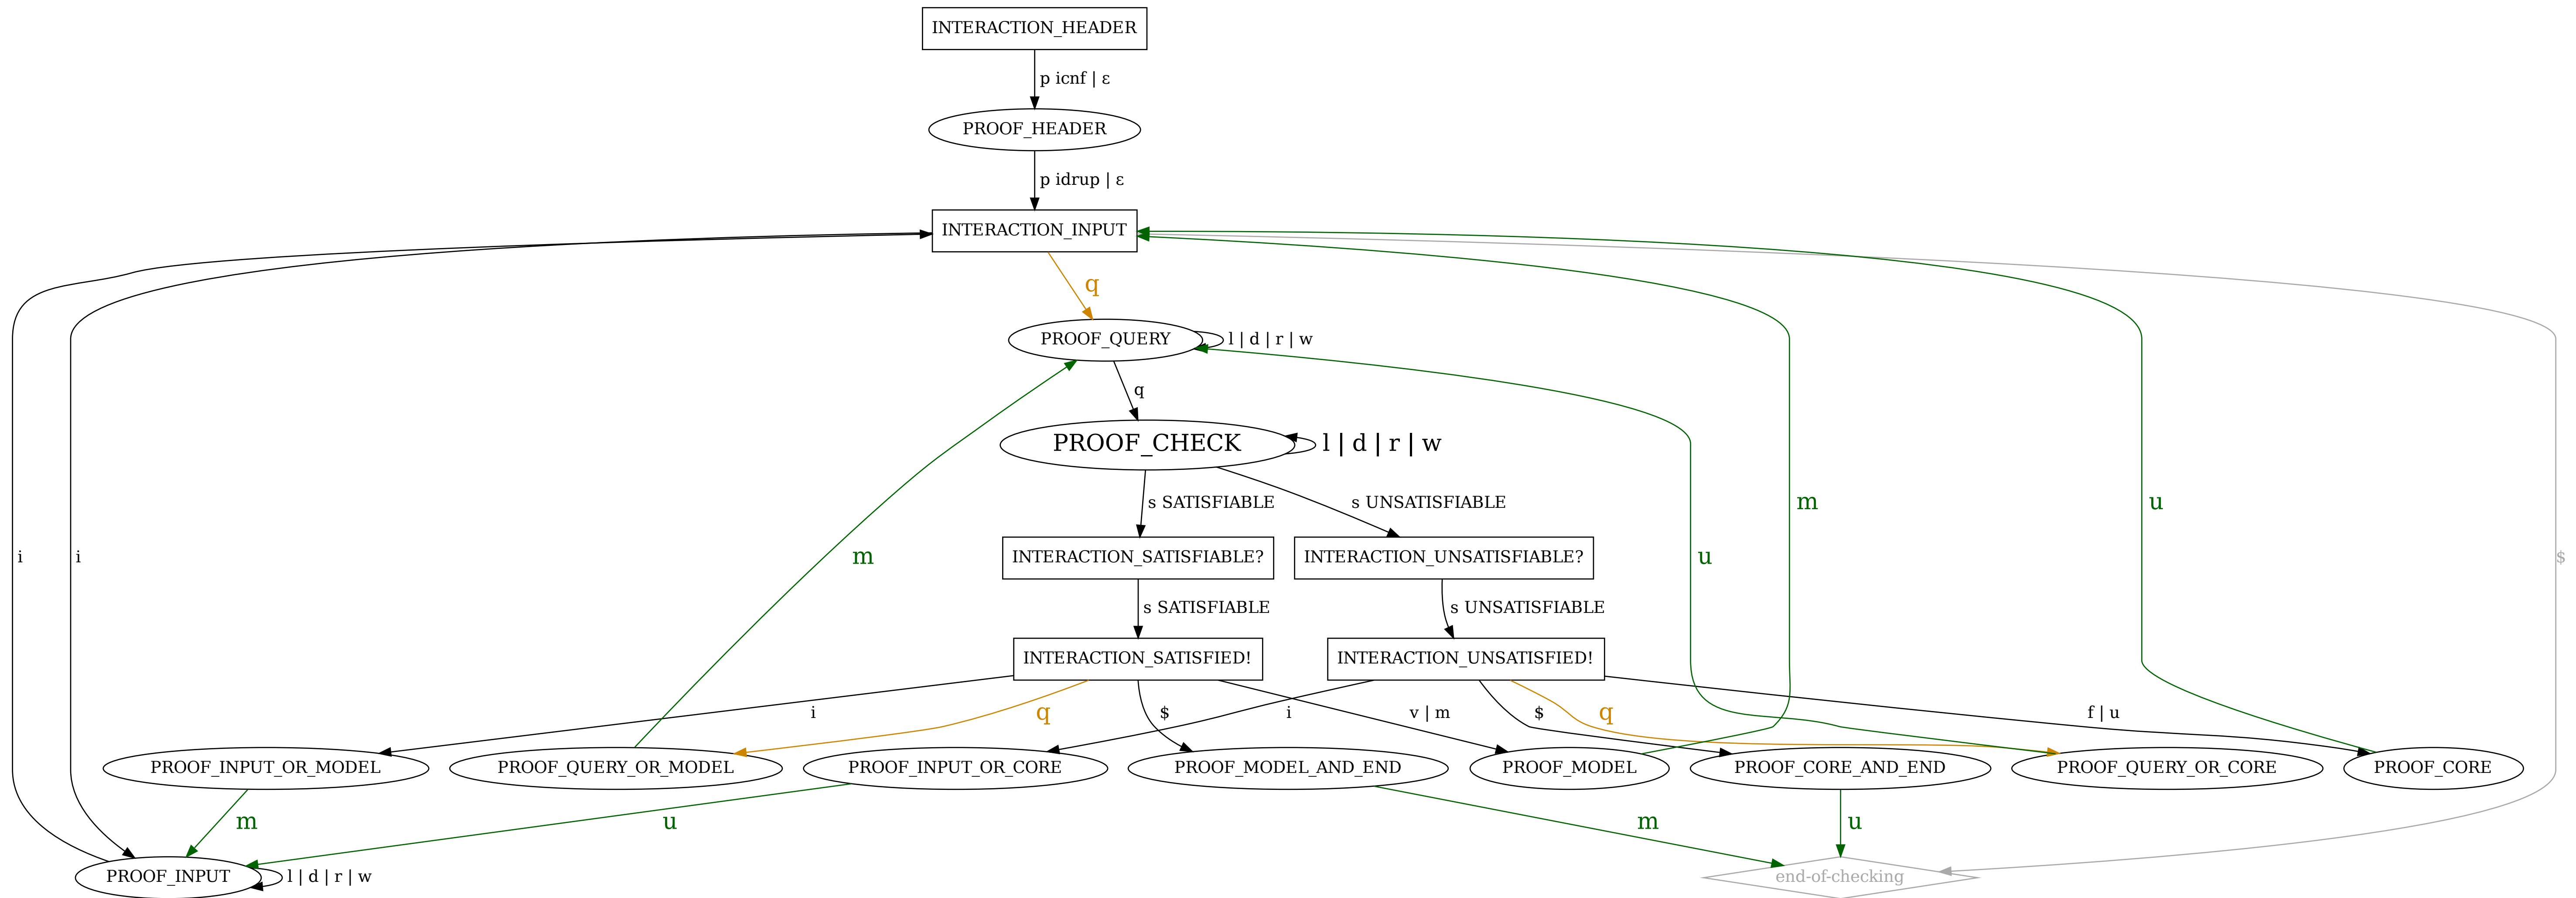 INTERACTION_HEADER
p icnf | ε
PROOF_HEADER
p idrup | ε
INTERACTION_INPUT
q
PROOF_QUERY
l | d | r | w
q
PROOF_CHECK
l | d | r | w
s SATISFIABLE
s UNSATISFIABLE
m
u
i
i
m
INTERACTION_SATISFIABLE?
INTERACTION_UNSATISFIABLE?
u
$
s SATISFIABLE
s UNSATISFIABLE
INTERACTION_SATISFIED!
INTERACTION_UNSATISFIED!
i
q
$
i
v | m
$
q
f | u
PROOF_INPUT_OR_MODEL
PROOF_QUERY_OR_MODEL
PROOF_INPUT_OR_CORE
PROOF_MODEL_AND_END
PROOF_MODEL
PROOF_CORE_AND_END
PROOF_QUERY_OR_CORE
PROOF_CORE
m
u
m
u
PROOF_INPUT
l | d | r | w
end-of-checking